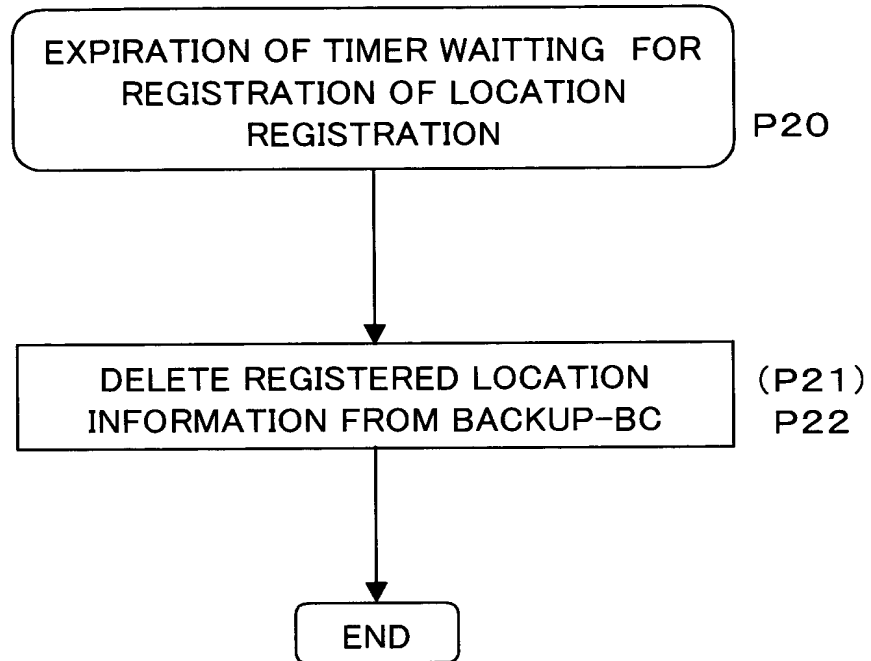 EXPIRATION OF TIMER WAITTING FOR
REGISTRATION OF LOCATION
REGISTRATION
P20
DELETE REGISTERED LOCATION
INFORMATION FROM BACKUP-BC
(P21)
P22
END